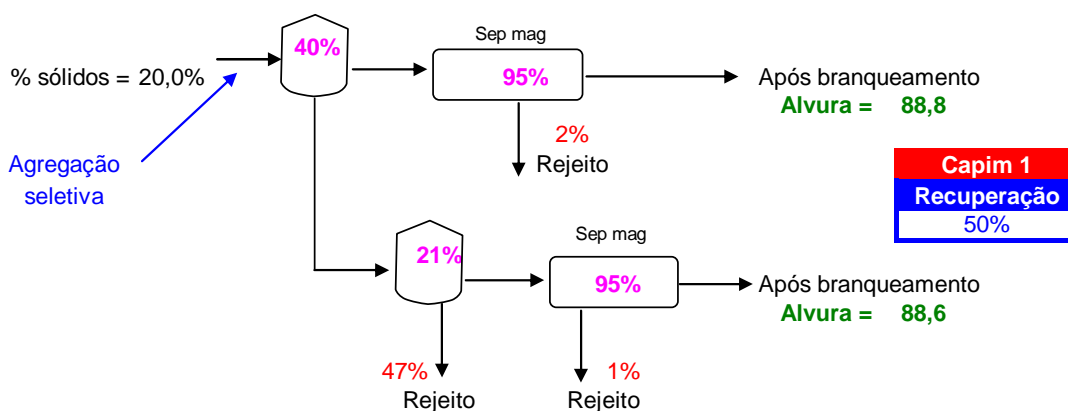 40%
Sep mag
% sólidos = 20,0%
95%
Após branqueamento
Alvura = 88,8
2%
Rejeito
Agregação
seletiva
Capim 1
Recuperação
50%
21%
Sep mag
95%
Após branqueamento
Alvura = 88,6
47%
Rejeito
1%
Rejeito